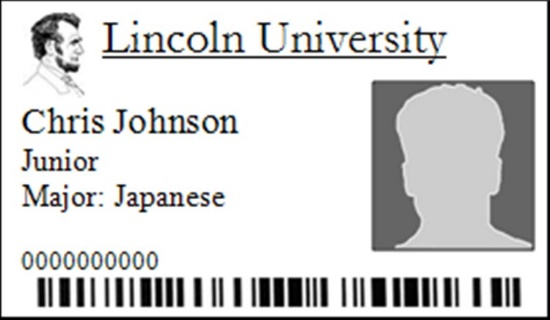 Lincoln University
Chris Johnson
Junior
Major: Japanese
0000000000